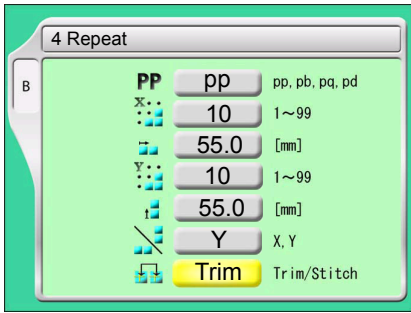 4 Repeat
B
PP pp pp, pb, pq, pd
X 10 1～99
55.0 [mm]
Y 10 1～99
55.0 [mm]
Y X, Y
Trim Trim/Stitch